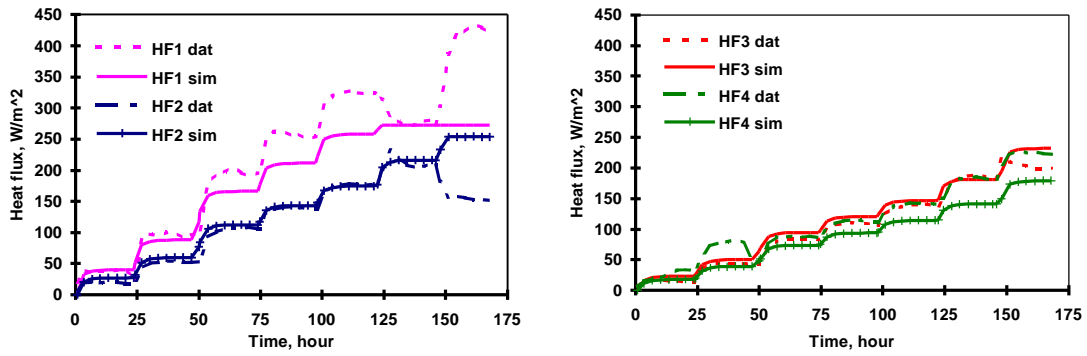 450
400
350
300
250
200
150
100
50
0
Heat flux, W/m^2
HF1 dat
HF1 sim
HF2 dat
HF2 sim
0 25 50 75 100 125 150 175
Time, hour
450
400
350
300
250
200
150
100
50
0
Heat flux, W/m^2
HF3 dat
HF3 sim
HF4 dat
HF4 sim
0 25 50 75 100 125 150 175
Time, hour